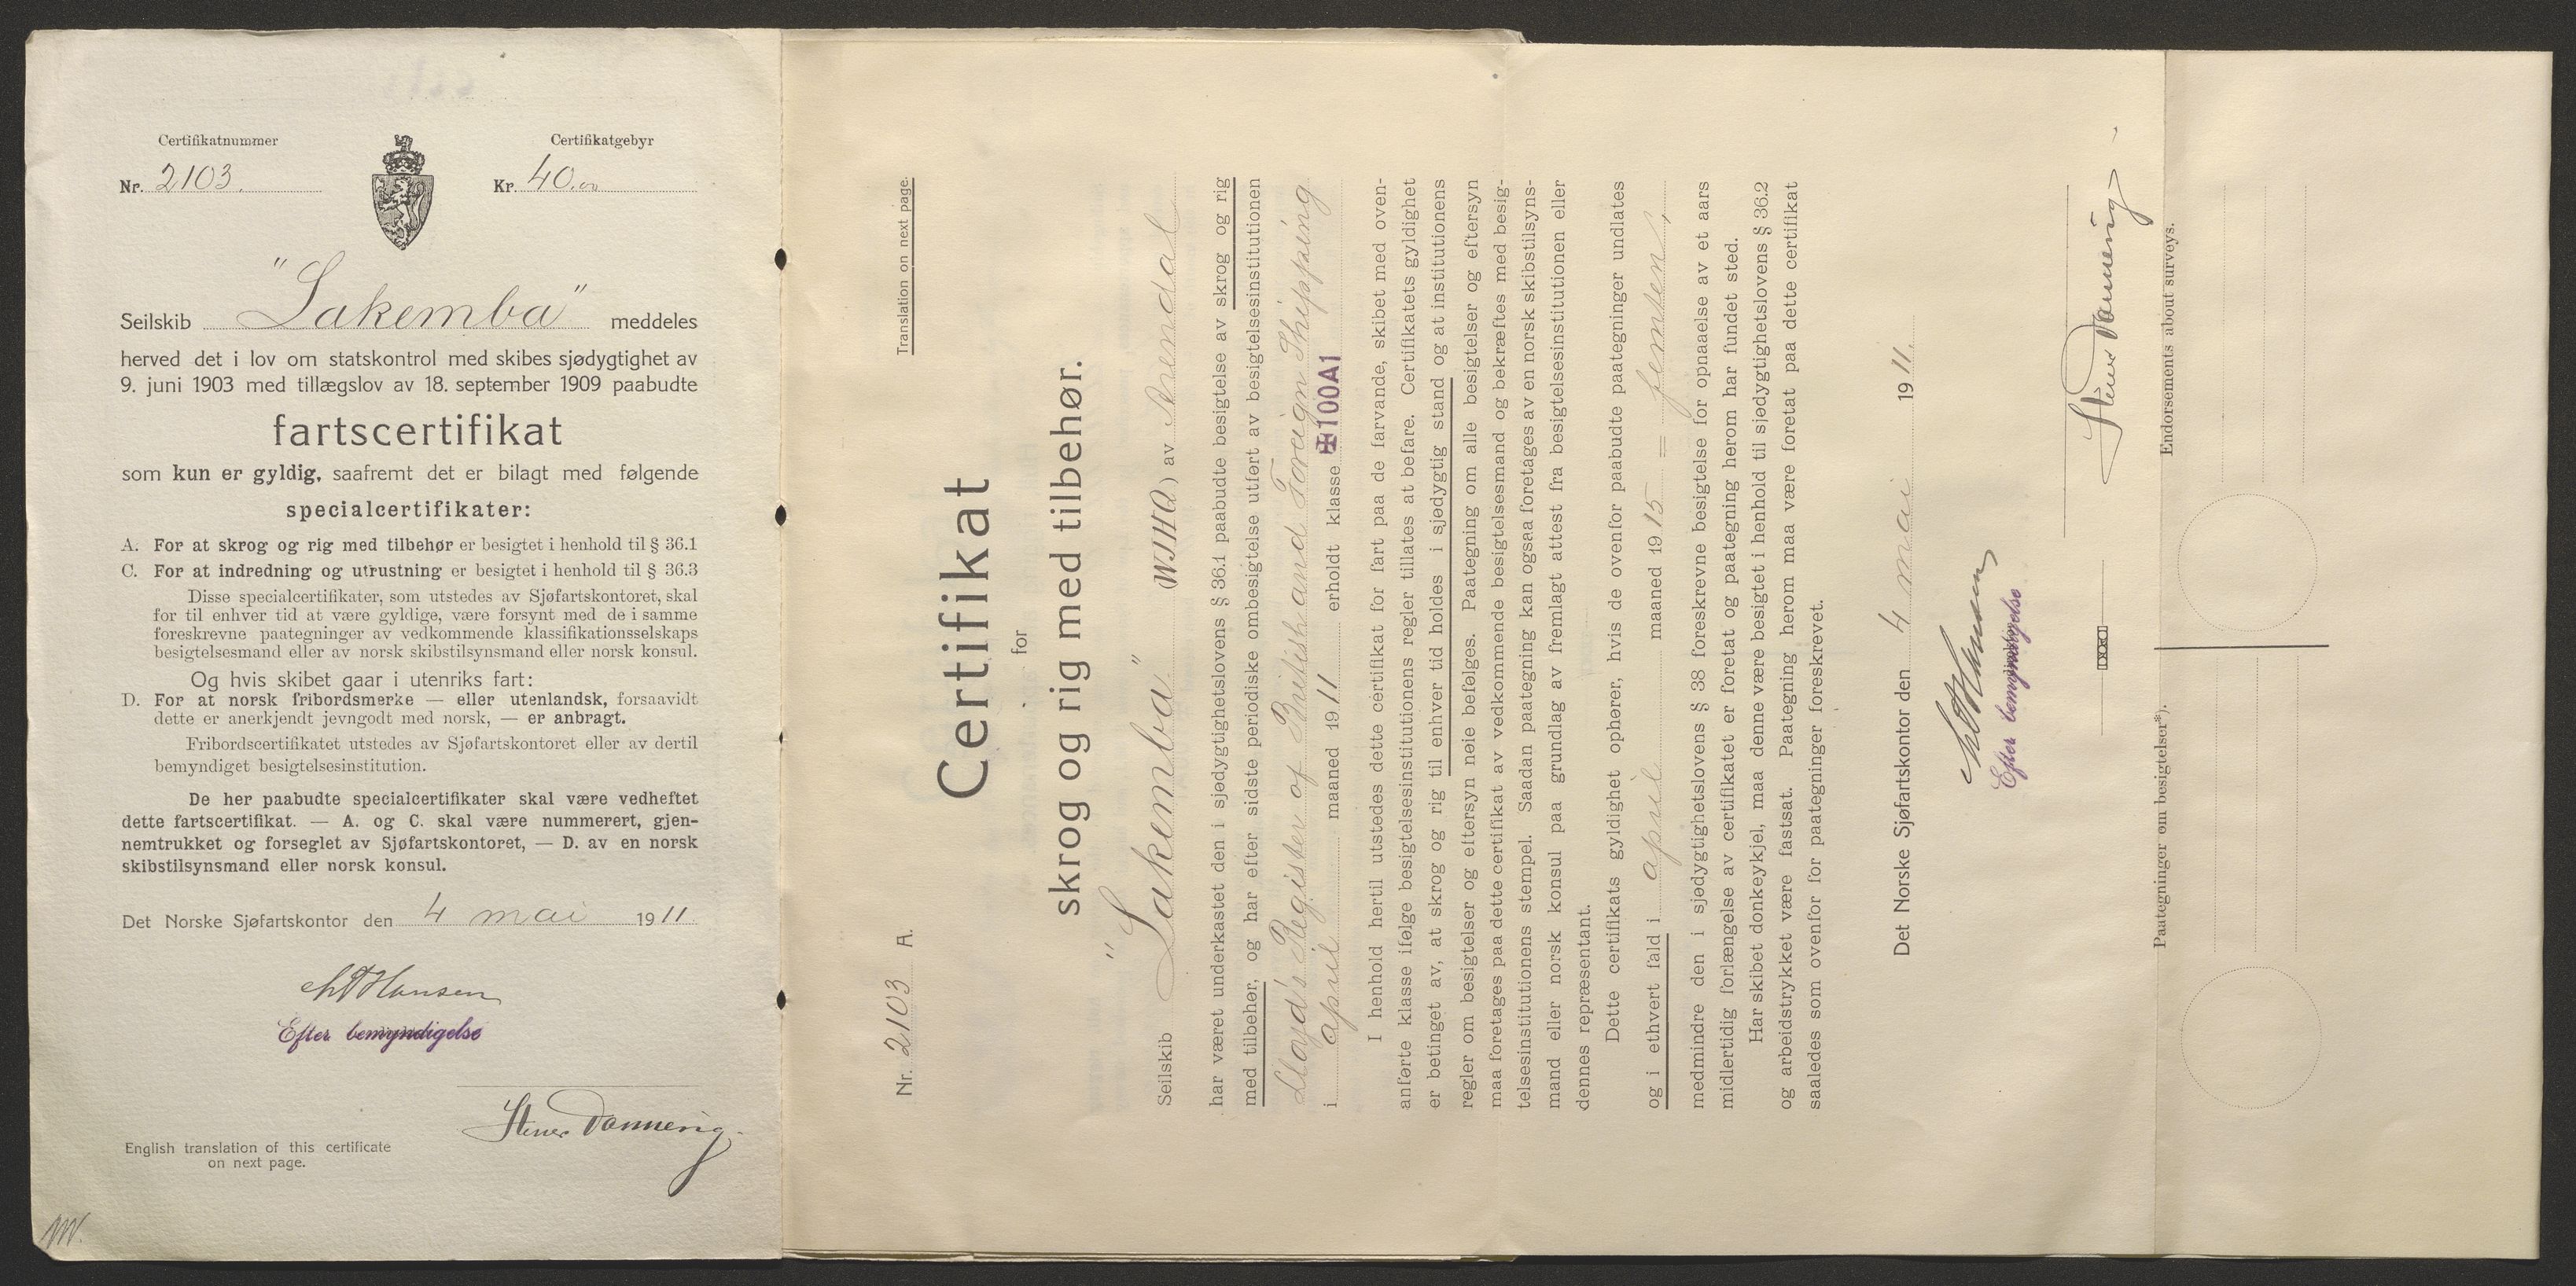 Certifikatnummer
Certifikatgebyr
Nr. 2103.
Kr. 40.00
Seilskib "Lakemba" meddeles
herved det i lov om statskontrol med skibes sjødygtighet av
9. juni 1903 med tillægslov av 18. september 1909 paabudte
fartscertifikat
som kun er gyldig, saafremt det er bilagt med følgende
specialcertifikater:
A. For at skrog og rig med tilbehør er besigtet i henhold til § 36.1
C. For at indredning og utrustning er besigtet i henhold til § 36.3
Disse specialcertifikater, som utstedes av Sjøfartskontoret, skal
for til enhver tid at være gyldige, være forsynt med de i samme
foreskrevne paategninger av vedkommende klassifikationsselskaps
besigtelsesmand eller av norsk skibstilsynsmand eller norsk konsul.
Og hvis skibet gaar i utenriks fart:
D. For at norsk fribordsmerke — eller utenlandsk, forsaavidt
dette er anerkjendt jevngodt med norsk, — er anbragt.
Fribordscertifikatet utstedes av Sjøfartskontoret eller av dertil
bemyndiget besigtelsesinstitution.
De her paabudte specialcertifikater skal være vedheftet
dette fartscertifikat. — A. og C. skal være nummerert, gjen-
nemtrukket og forseglet av Sjøfartskontoret, — D. av en norsk
skibstilsynsmand eller norsk konsul.
Det Norske Sjøfartskontor den 4 mai 1911
Hansen
Efter bemyndigelse
English translation of this certificate
on next page.
Nr. 2103 A.
Translation on next page.
Certifikat
for
skrog og rig med tilbehør.
Seilskib "Lakemba" av Arendal
har været underkastet den i sjødygtighetslovens § 36.1 paabudte besigtelse av skrog og rig
med tilbehør, og har efter sidste periodiske ombesigtelse utført av besigtelsesinstitutionen
Lloyd's Register of British and Foreign Shipping
i april maaned 1911 erholdt klasse ✠100A1
I henhold hertil utstedes dette certifikat for fart paa de farvande, skibet med oven-
anførte klasse ifølge besigtelsesinstitutionens regler tillates at befare. Certifikatets gyldighet
er betinget av, at skrog og rig til enhver tid holdes i sjødygtig stand og at institutionens
regler om besigtelser og eftersyn nøie befølges. Paategning om alle besigtelser og eftersyn
maa foretages paa dette certifikat av vedkommende besigtelsesmand og bekræftes med besig-
telsesinstitutionens stempel. Saadan paategning kan ogsaa foretages av en norsk skibstilsyns-
mand eller norsk konsul paa grundlag av fremlagt attest fra besigtelsesinstitutionen eller
dennes repræsentant.
Dette certifikats gyldighet ophører, hvis de ovenfor paabudte paategninger undlates
og i ethvert fald i april maaned 1915 = femten,
medmindre den i sjødygtighetslovens § 38 foreskrevne besigtelse for opnaaelse av et aars
midlertidig forlængelse av certifikatet er foretat og paategning herom har fundet sted.
Har skibet donkeykjel, maa denne være besigtet i henhold til sjødygtighetslovens § 36.2
og arbeidstrykket være fastsat. Paategning herom maa være foretat paa dette certifikat
saaledes som ovenfor for paategninger foreskrevet.
Det Norske Sjøfartskontor den 4 mai 1911.
Hansen
Efter bemyndigelse
Paategninger om besigtelser*).
Endorsements about surveys.